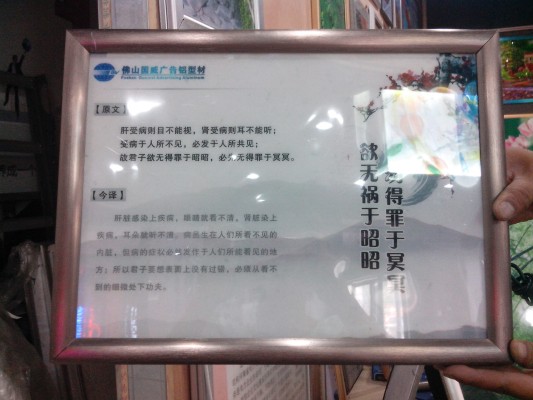 佛山国威广告铝型材
【原文】
肝受病则目不能视，肾受病则耳不能听；
受病于人所不见，必发于人所共见；
故君子欲无得罪于昭昭，必先无得罪于冥冥。
【今译】
肝脏感染上疾病，眼睛就看不清，肾脏染上
疾病，耳朵就听不清。病虽生在人们所看不见的
内脏，但病的症状必然发作于人们所能看见的地
方；所以君子要想表面上没有过错，必须从看不
到的细微处下功夫。
欲无祸于昭昭
得罪于冥